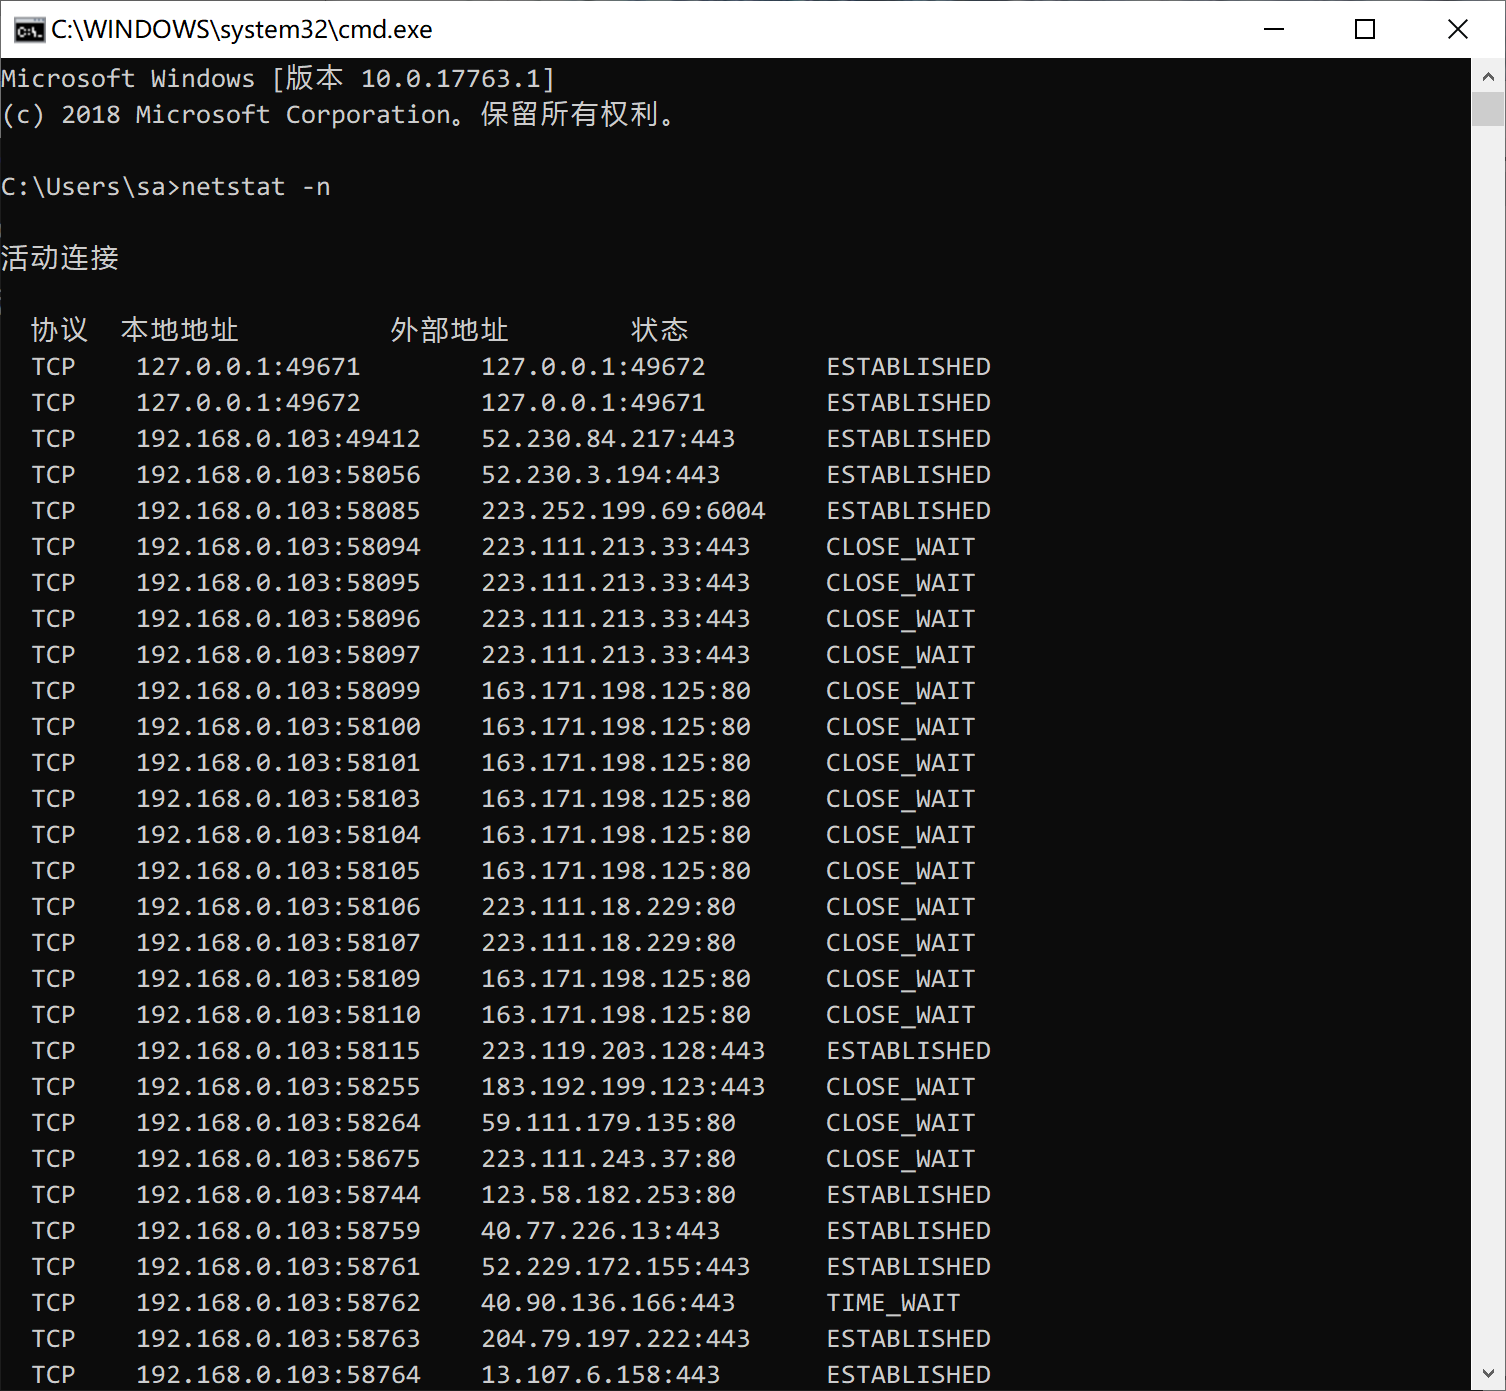 C:\WINDOWS\system32\cmd.exe
Microsoft Windows [版本 10.0.17763.1]
(c) 2018 Microsoft Corporation。保留所有权利。
C:\Users\sa>netstat -n
活动连接
协议 本地地址 外部地址 状态
TCP 127.0.0.1:49671 127.0.0.1:49672 ESTABLISHED
TCP 127.0.0.1:49672 127.0.0.1:49671 ESTABLISHED
TCP 192.168.0.103:49412 52.230.84.217:443 ESTABLISHED
TCP 192.168.0.103:58056 52.230.3.194:443 ESTABLISHED
TCP 192.168.0.103:58085 223.252.199.69:6004 ESTABLISHED
TCP 192.168.0.103:58094 223.111.213.33:443 CLOSE_WAIT
TCP 192.168.0.103:58095 223.111.213.33:443 CLOSE_WAIT
TCP 192.168.0.103:58096 223.111.213.33:443 CLOSE_WAIT
TCP 192.168.0.103:58097 223.111.213.33:443 CLOSE_WAIT
TCP 192.168.0.103:58099 163.171.198.125:80 CLOSE_WAIT
TCP 192.168.0.103:58100 163.171.198.125:80 CLOSE_WAIT
TCP 192.168.0.103:58101 163.171.198.125:80 CLOSE_WAIT
TCP 192.168.0.103:58103 163.171.198.125:80 CLOSE_WAIT
TCP 192.168.0.103:58104 163.171.198.125:80 CLOSE_WAIT
TCP 192.168.0.103:58105 163.171.198.125:80 CLOSE_WAIT
TCP 192.168.0.103:58106 223.111.18.229:80 CLOSE_WAIT
TCP 192.168.0.103:58107 223.111.18.229:80 CLOSE_WAIT
TCP 192.168.0.103:58109 163.171.198.125:80 CLOSE_WAIT
TCP 192.168.0.103:58110 163.171.198.125:80 CLOSE_WAIT
TCP 192.168.0.103:58115 223.119.203.128:443 ESTABLISHED
TCP 192.168.0.103:58255 183.192.199.123:443 CLOSE_WAIT
TCP 192.168.0.103:58264 59.111.179.135:80 CLOSE_WAIT
TCP 192.168.0.103:58675 223.111.243.37:80 CLOSE_WAIT
TCP 192.168.0.103:58744 123.58.182.253:80 ESTABLISHED
TCP 192.168.0.103:58759 40.77.226.13:443 ESTABLISHED
TCP 192.168.0.103:58761 52.229.172.155:443 ESTABLISHED
TCP 192.168.0.103:58762 40.90.136.166:443 TIME_WAIT
TCP 192.168.0.103:58763 204.79.197.222:443 ESTABLISHED
TCP 192.168.0.103:58764 13.107.6.158:443 ESTABLISHED